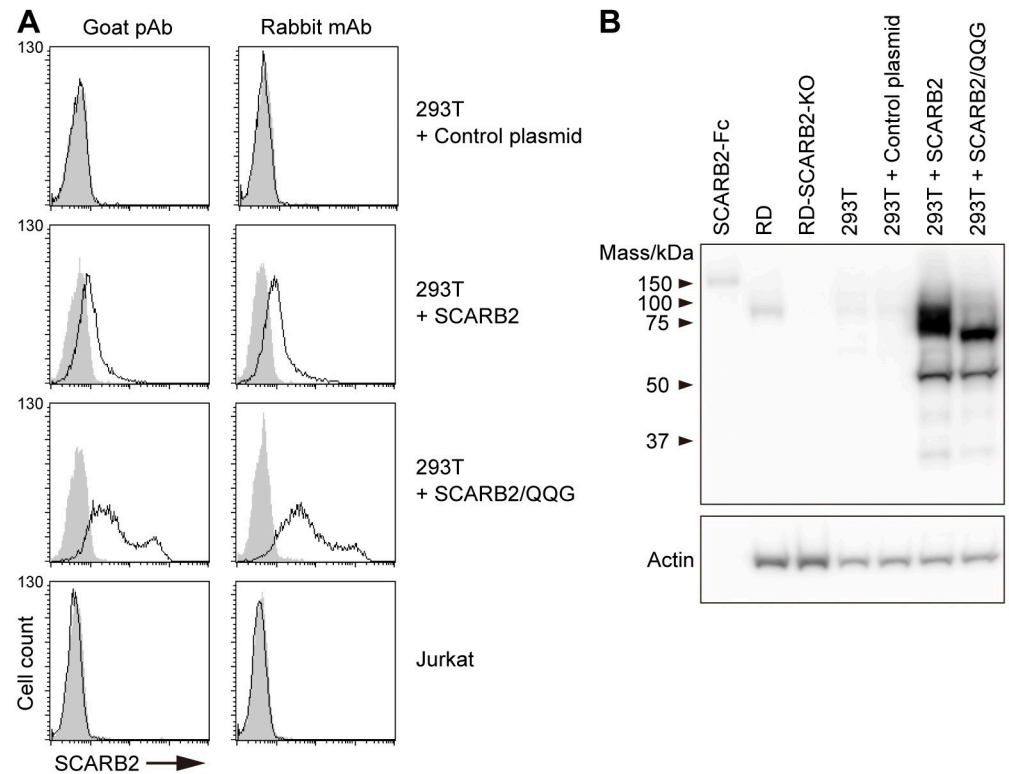 A
Goat pAb
Rabbit mAb
130
293T
+ Control plasmid
130
293T
+ SCARB2
130
293T
+ SCARB2/QQG
130
Cell count
Jurkat
SCARB2
B
SCARB2-Fc
RD
RD-SCARB2-KO
293T
293T + Control plasmid
293T + SCARB2
293T + SCARB2/QQG
Mass/kDa
150
100
75
50
37
Actin